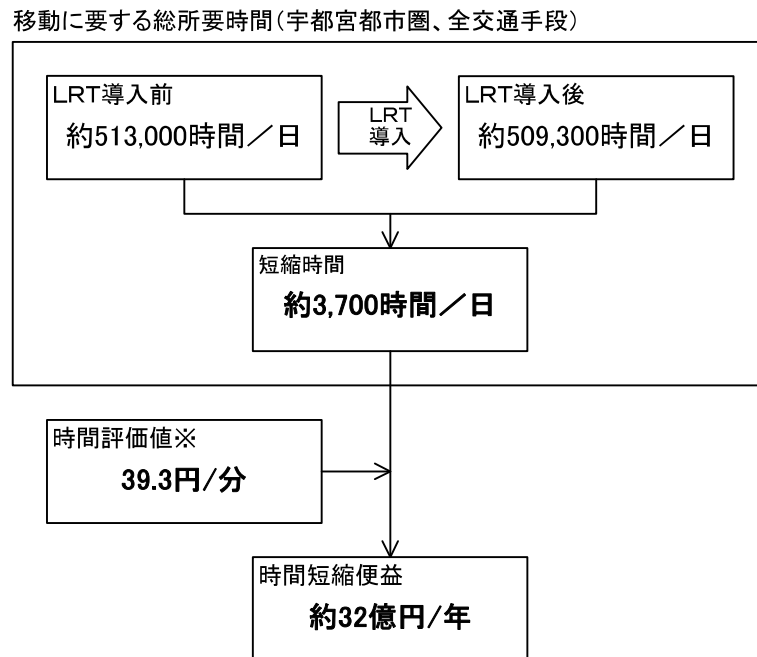 移動に要する総所要時間(宇都宮都市圏、全交通手段)
LRT導入前
約513,000時間／日
LRT
導入
LRT導入後
約509,300時間／日
短縮時間
約3,700時間／日
時間評価値※
39.3円/分
時間短縮便益
約32億円/年